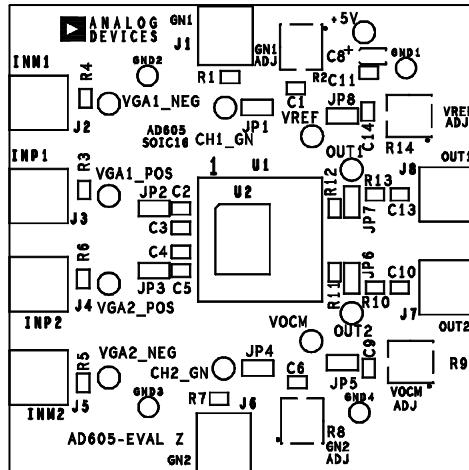 ANALOG
DEVICES
GN1
J1
GND2
R1
GN1
ADJ
R2
+5V
C8
+
C11
GND1
INM1
R4
J2
VGA1_NEG
AD605
SOIC16
CH1_GN
JP1
C1
VREF
JP8
C14
R14
VREF
ADJ
INP1
R3
J3
VGA1_POS
JP2
C2
C3
1
U1
U2
OUT1
R12
JP7
R13
C13
J8
OUT1
INP2
R6
J4
VGA2_POS
C4
JP3
C5
R11
JP6
R10
C10
J7
OUT2
OUT2
INM2
R5
J5
VGA2_NEG
GND3
CH2_GN
JP4
VOCM
C6
JP5
C9
R9
VOCM
ADJ
GND4
R7
J6
GN2
R8
GN2
ADJ
AD605-EVAL Z